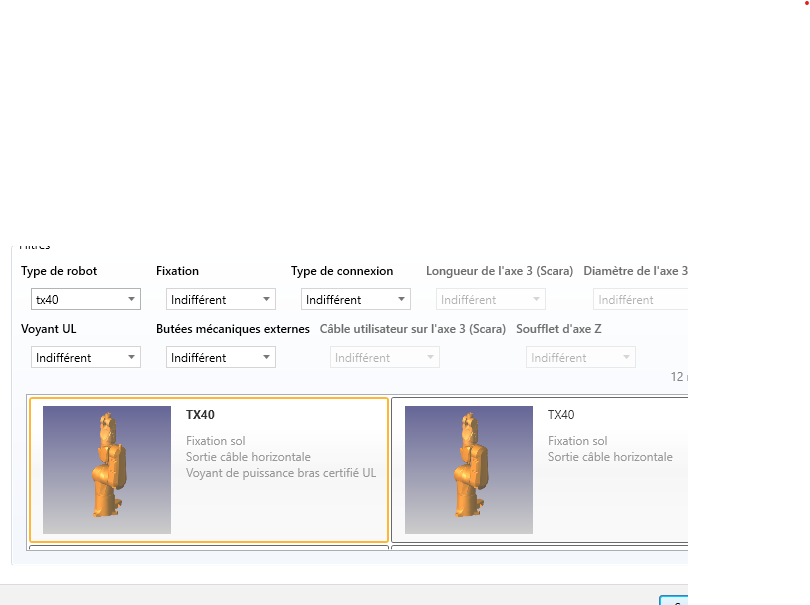 Filtres
Type de robot Fixation Type de connexion Longueur de l'axe 3 (Scara) Diamètre de l'axe 3
tx40 Indifférent Indifférent Indifférent Indifférent
Voyant UL Butées mécaniques externes Câble utilisateur sur l'axe 3 (Scara) Soufflet d'axe Z
Indifférent Indifférent Indifférent Indifférent
12
TX40
Fixation sol
Sortie câble horizontale
Voyant de puissance bras certifié UL
TX40
Fixation sol
Sortie câble horizontale